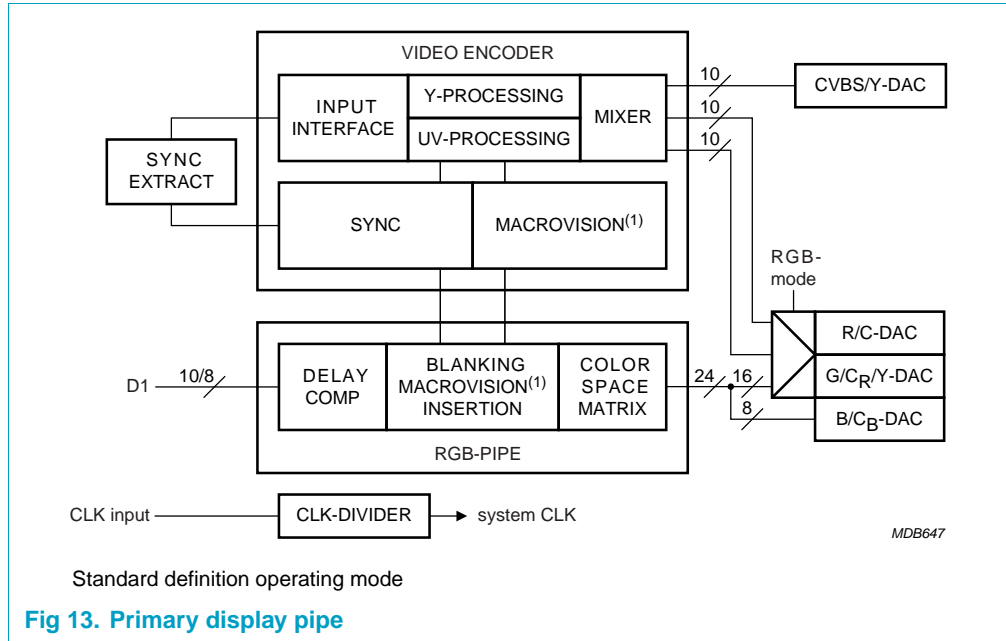 VIDEO ENCODER
INPUT
INTERFACE
Y-PROCESSING
UV-PROCESSING
MIXER
10
10
10
CVBS/Y-DAC
SYNC
EXTRACT
SYNC
MACROVISION(1)
RGB-
mode
R/C-DAC
G/CR/Y-DAC
B/CB-DAC
D1
10/8
DELAY
COMP
BLANKING
MACROVISION(1)
INSERTION
COLOR
SPACE
MATRIX
24
16
8
RGB-PIPE
CLK input
CLK-DIVIDER
system CLK
MDB647
Standard definition operating mode
Fig 13. Primary display pipe